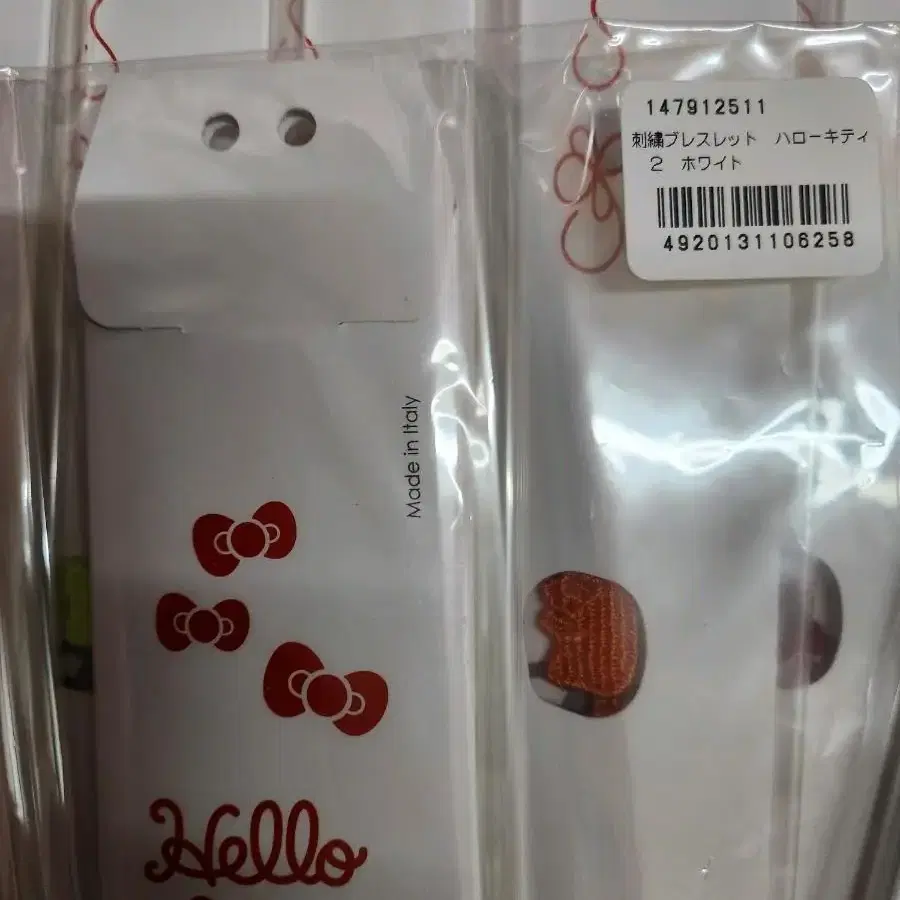 147912511
刺繍ブレスレット　ハローキティ
2　ホワイト
4920131106258
Made in Italy
Hello